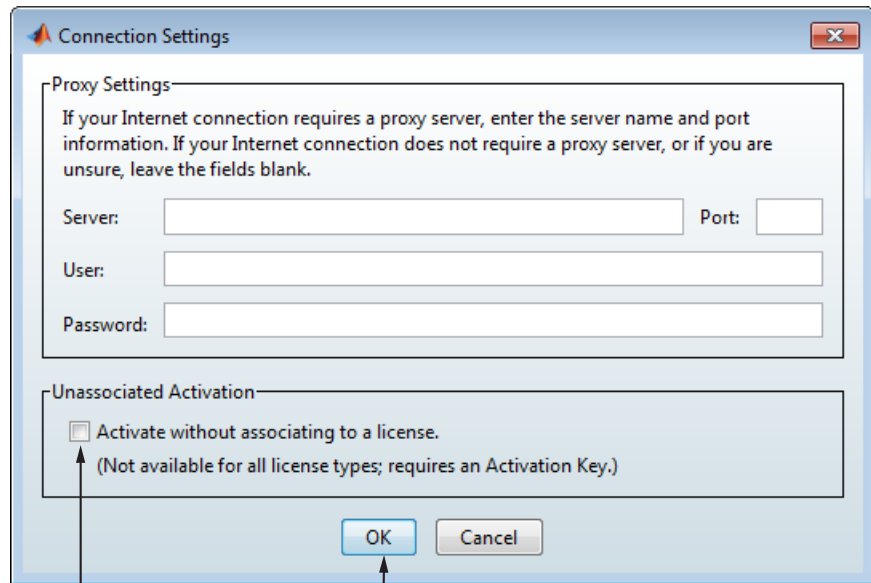 Connection Settings
Proxy Settings
If your Internet connection requires a proxy server, enter the server name and port
information. If your Internet connection does not require a proxy server, or if you are
unsure, leave the fields blank.
Server:
Port:
User:
Password:
Unassociated Activation
Activate without associating to a license.
(Not available for all license types; requires an Activation Key.)
OK
Cancel